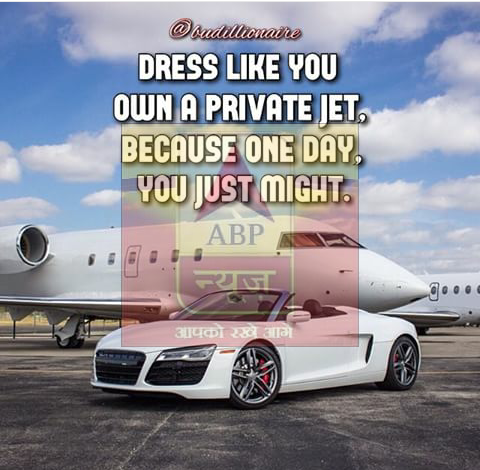 @budillionaire
DRESS LIKE YOU
OWN A PRIVATE JET,
BECAUSE ONE DAY,
YOU JUST MIGHT.
ABP
न्यूज़
आपको रखे आगे